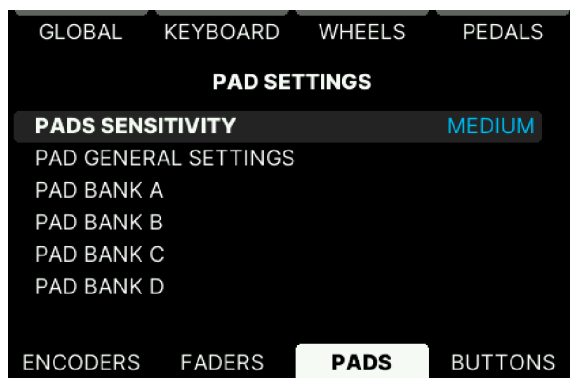 GLOBAL KEYBOARD WHEELS PEDALS
PAD SETTINGS
PADS SENSITIVITY MEDIUM
PAD GENERAL SETTINGS
PAD BANK A
PAD BANK B
PAD BANK C
PAD BANK D
ENCODERS FADERS PADS BUTTONS